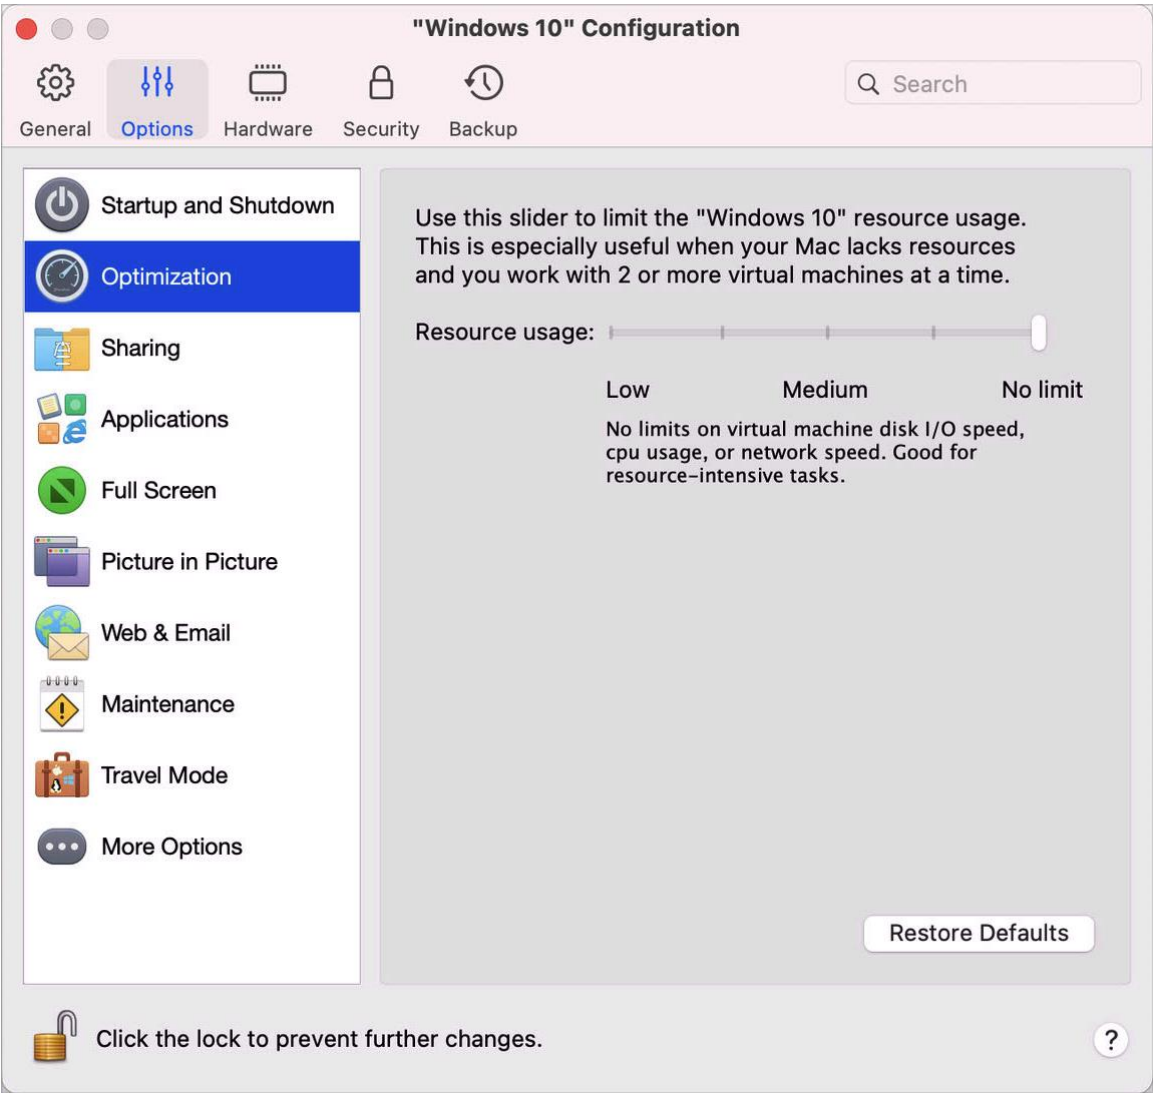 "Windows 10" Configuration
General
Options
Hardware
Security
Backup
Search
Startup and Shutdown
Optimization
Sharing
Applications
Full Screen
Picture in Picture
Web & Email
Maintenance
Travel Mode
More Options
Use this slider to limit the "Windows 10" resource usage.
This is especially useful when your Mac lacks resources
and you work with 2 or more virtual machines at a time.
Resource usage:
Low
Medium
No limit
No limits on virtual machine disk I/O speed,
cpu usage, or network speed. Good for
resource-intensive tasks.
Restore Defaults
Click the lock to prevent further changes.
?